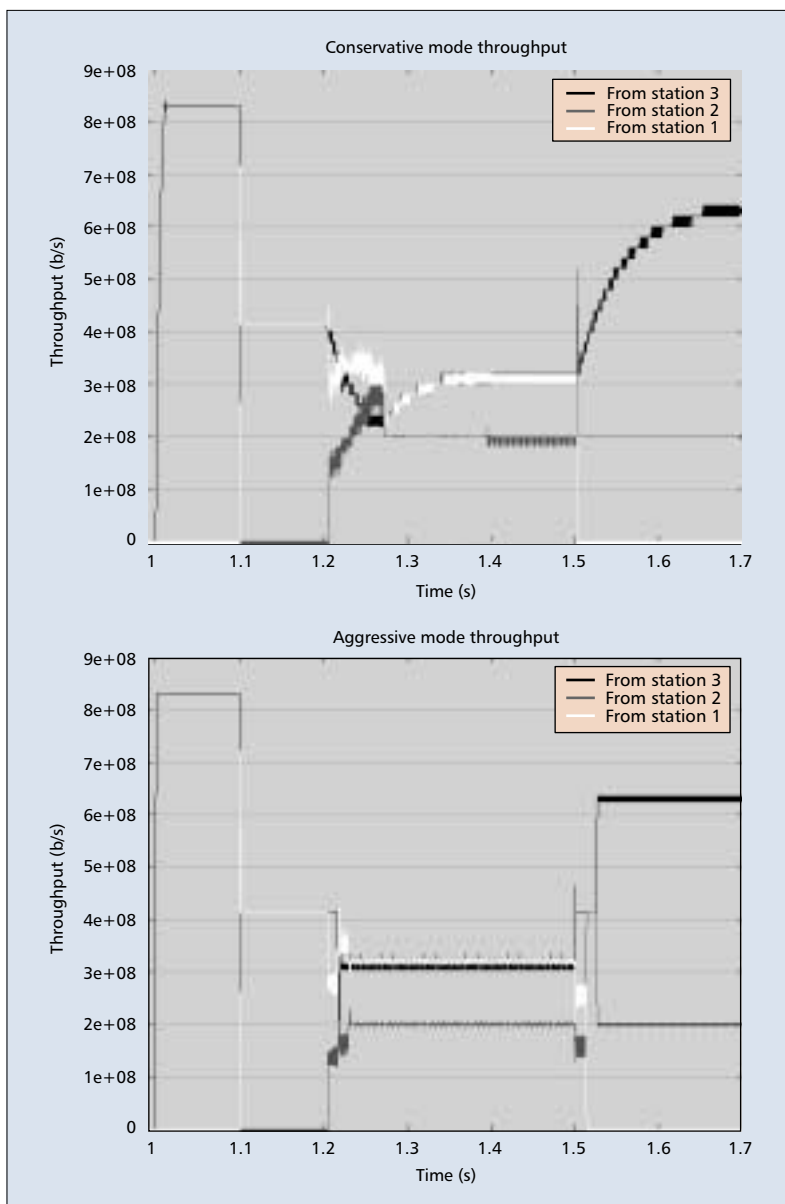 Conservative mode throughput
9e+08
8e+08
7e+08
6e+08
5e+08
4e+08
3e+08
2e+08
1e+08
0
Throughput (b/s)
From station 3
From station 2
From station 1
1 1.1 1.2 1.3 1.4 1.5 1.6 1.7
Time (s)
Aggressive mode throughput
9e+08
8e+08
7e+08
6e+08
5e+08
4e+08
3e+08
2e+08
1e+08
0
Throughput (b/s)
From station 3
From station 2
From station 1
1 1.1 1.2 1.3 1.4 1.5 1.6 1.7
Time (s)